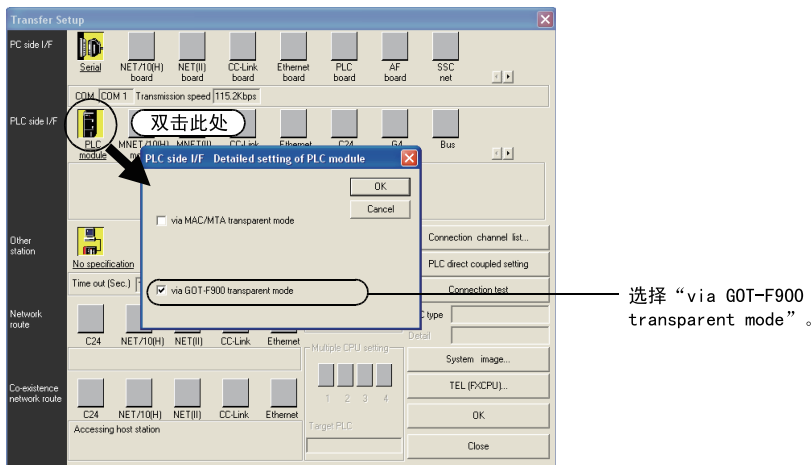 Transfer Setup
PC side I/F
Serial
NET/10(H) board
NET(II) board
CC-Link board
Ethernet board
PLC board
AF board
SSC net
COM COM 1 Transmission speed 115.2Kbps
PLC side I/F
双击此处
PLC module
MNET/10(H)
MNET(II)
CC-Link
Ethernet
C24
G4
Bus
PLC side I/F Detailed setting of PLC module
OK
Cancel
via MAC/MTA transparent mode
via GOT-F900 transparent mode
选择“via GOT-F900
transparent mode”。
Other station
No specification
Time out (Sec.)
Connection channel list...
PLC direct coupled setting
Connection test
type
Detail
Network route
C24
NET/10(H)
NET(II)
CC-Link
Ethernet
Multiple CPU setting
1 2 3 4
Target PLC
System image...
TEL (FXCPU)...
OK
Close
Co-existence network route
C24
NET/10(H)
NET(II)
CC-Link
Ethernet
Accessing host station